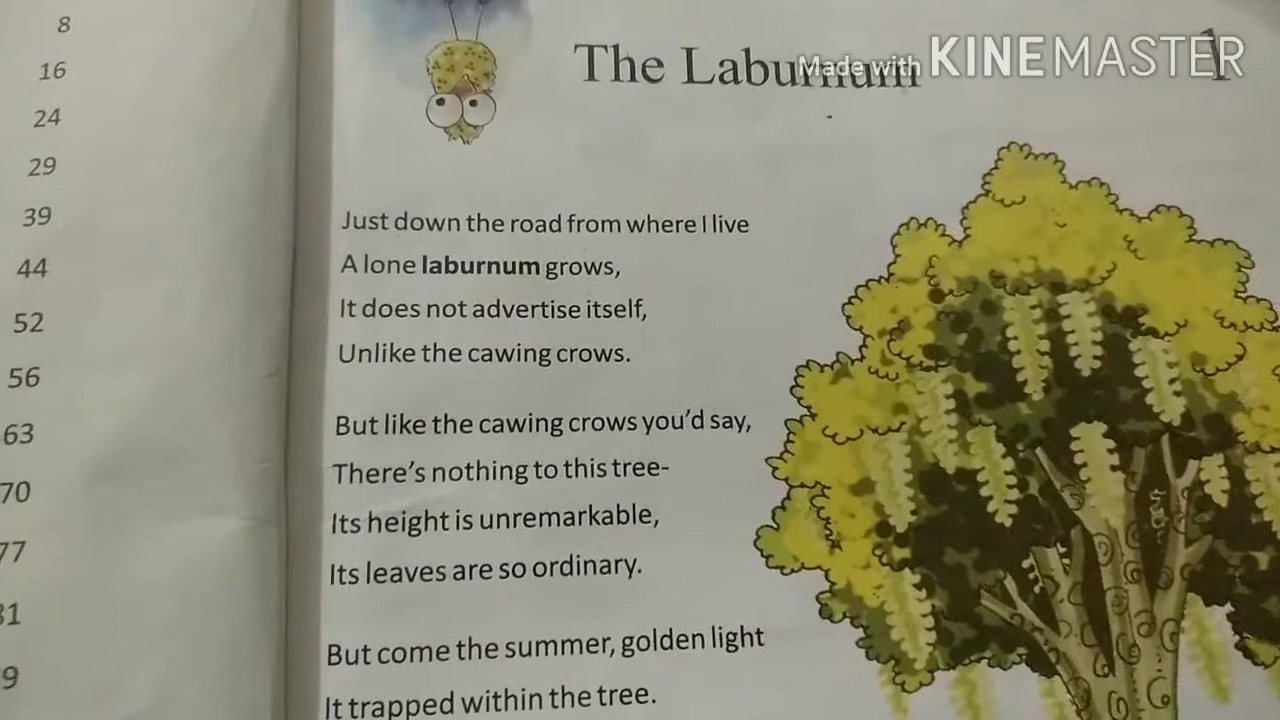 8
16
24
29
39
44
52
56
63
70
77
81
9
The Laburnum
1
Made with KINEMASTER
Just down the road from where I live
A lone laburnum grows,
It does not advertise itself,
Unlike the cawing crows.
But like the cawing crows you'd say,
There's nothing to this tree-
Its height is unremarkable,
Its leaves are so ordinary.
But come the summer, golden light
It trapped within the tree.